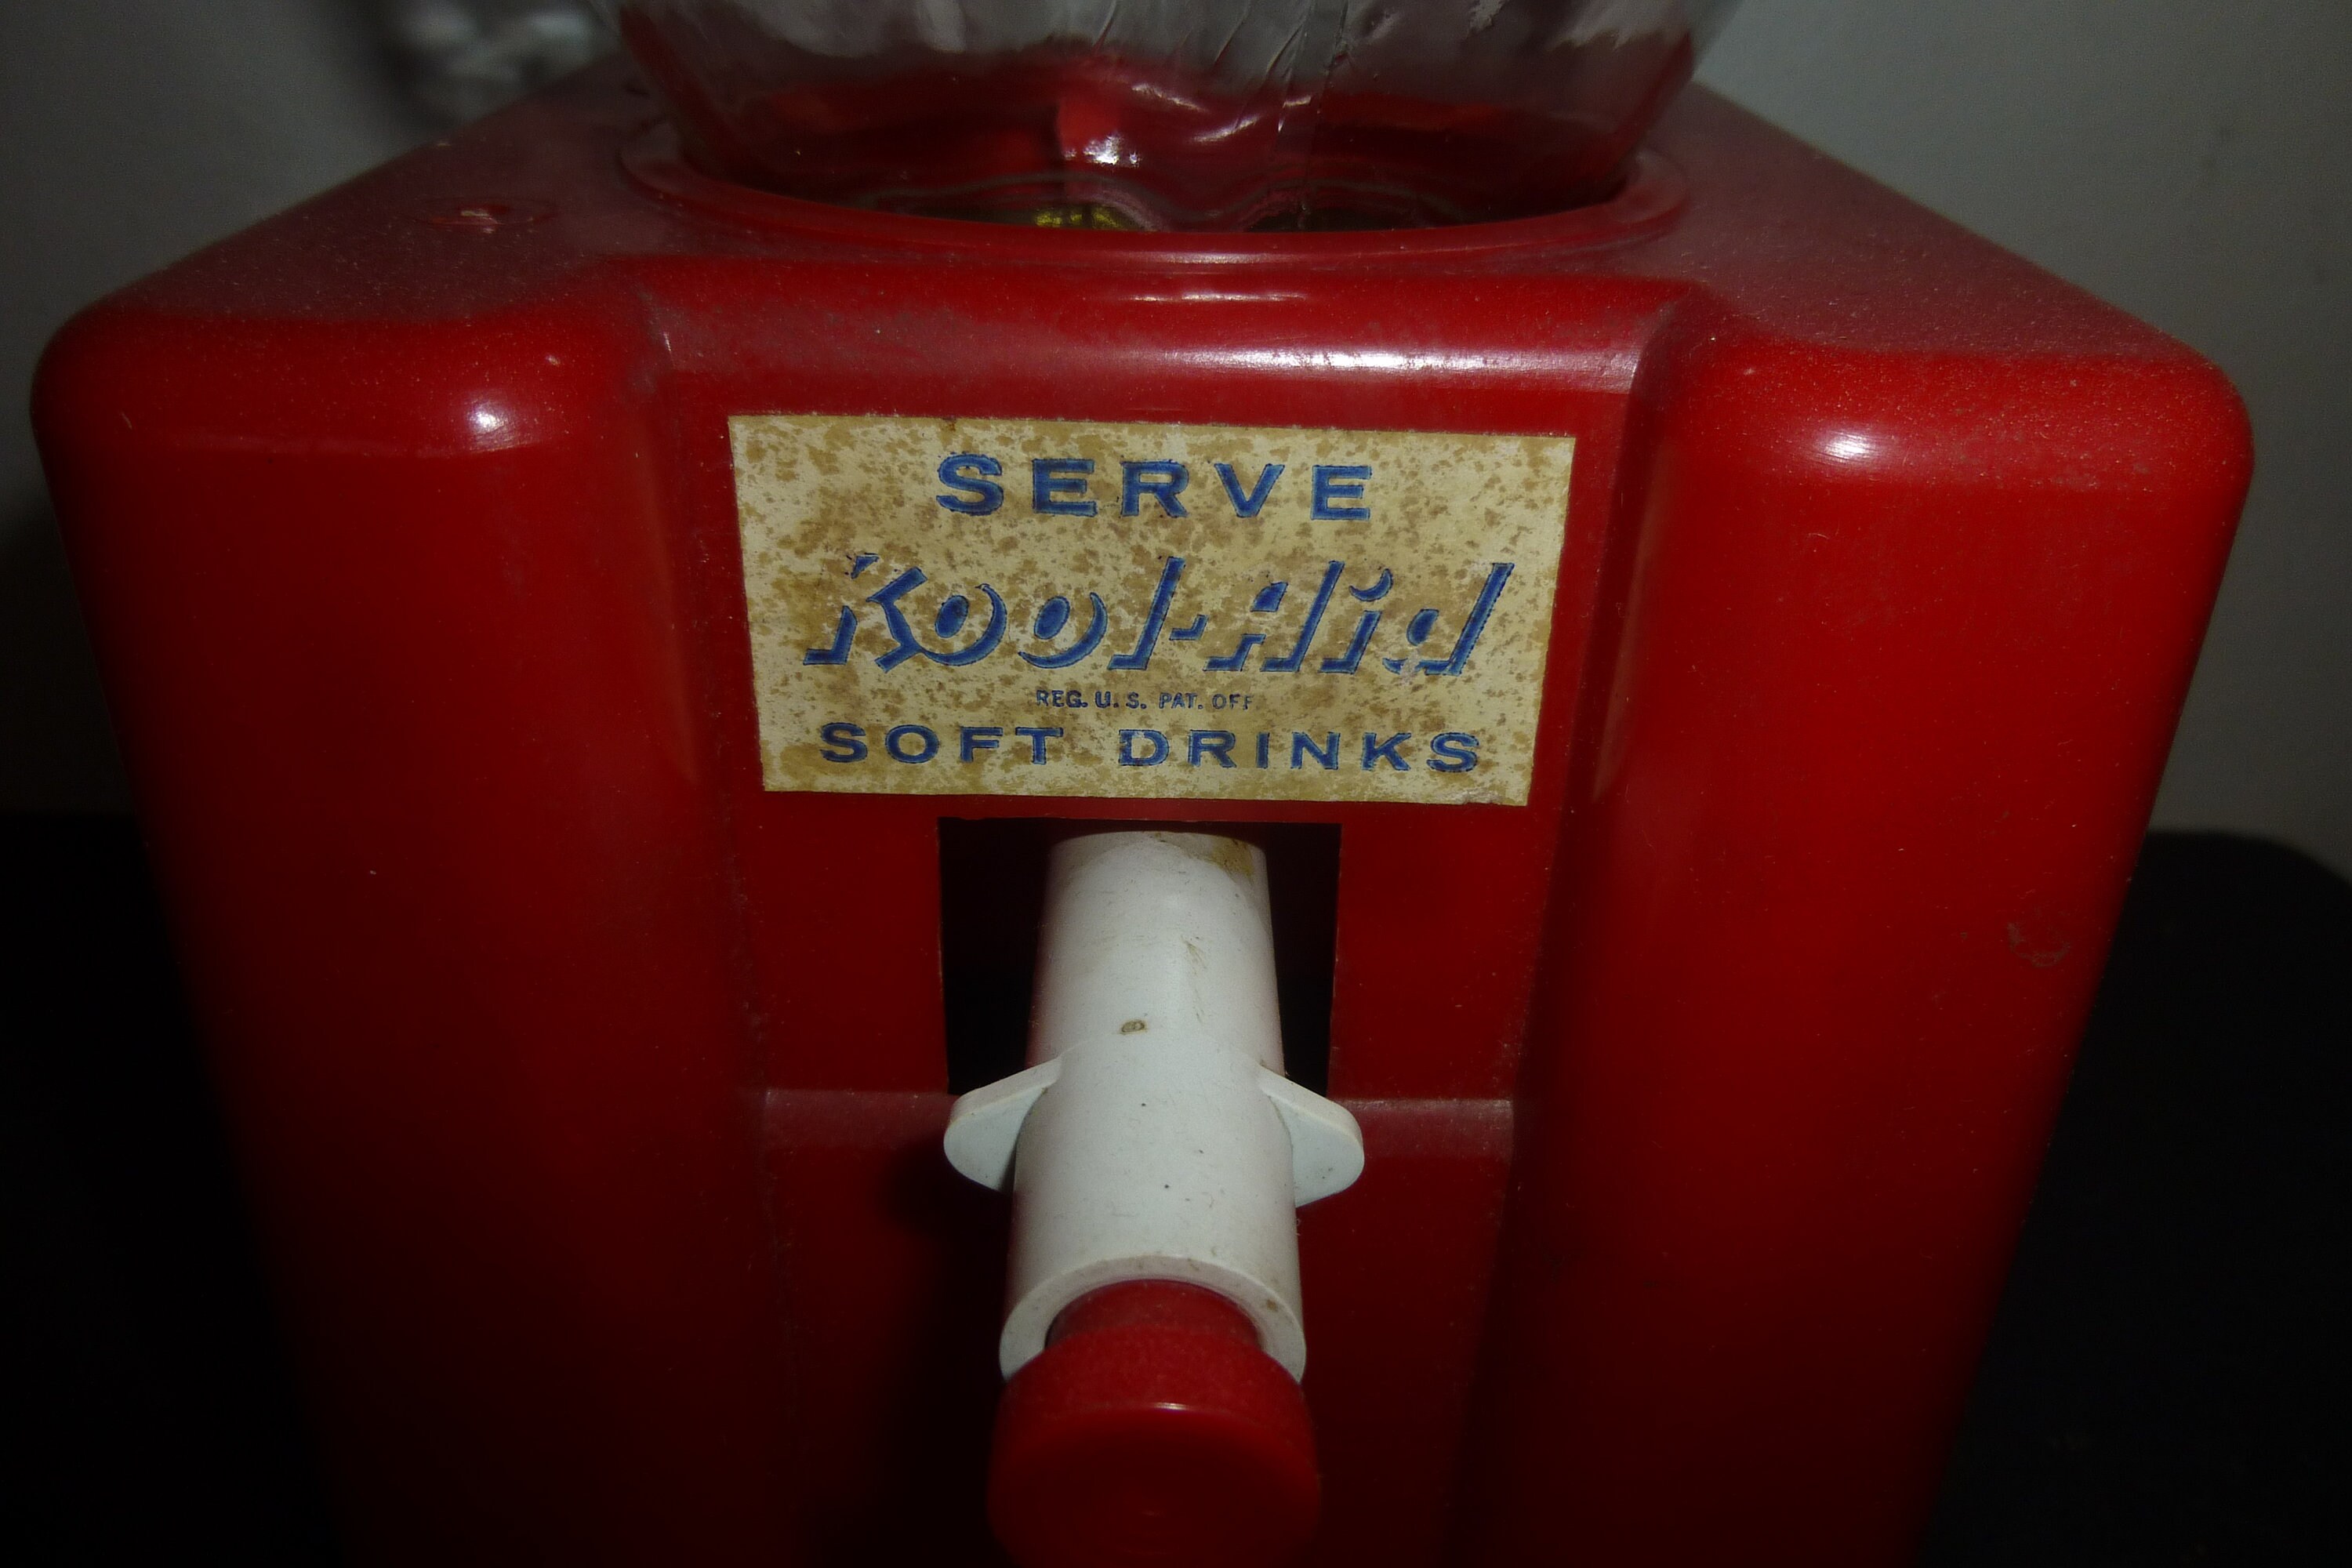 SERVE
Kool-Aid
REG. U. S. PAT. OFF
SOFT DRINKS